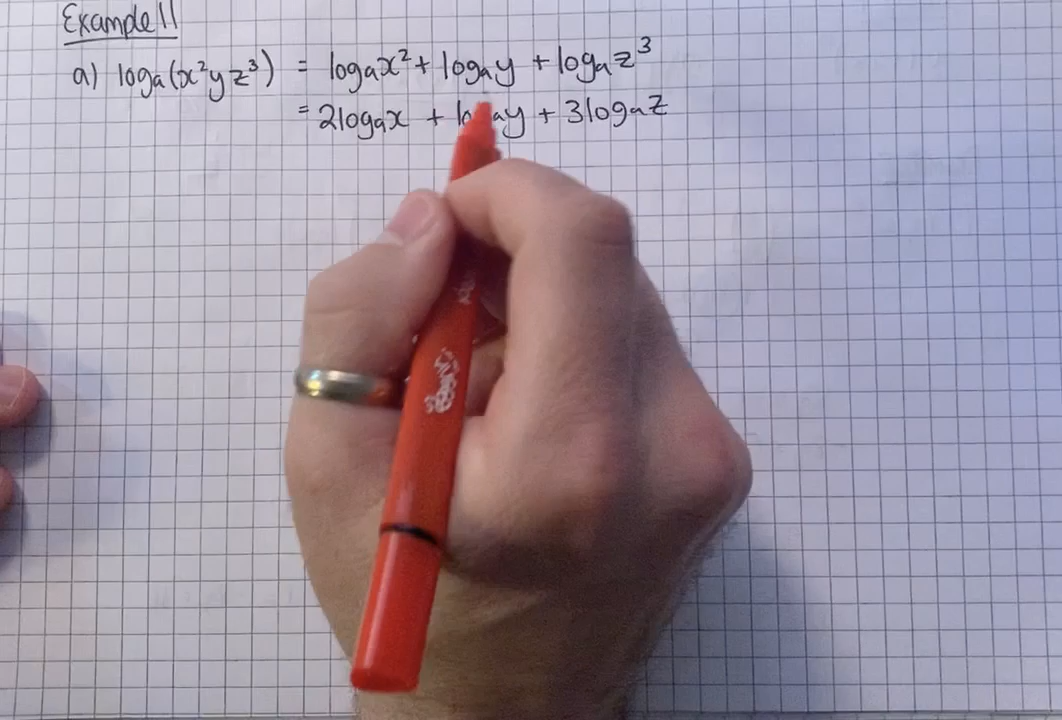 Example 11
a) logₐ(x²yz³) = logₐx² + logₐy + logₐz³
= 2logₐx + logₐy + 3logₐz